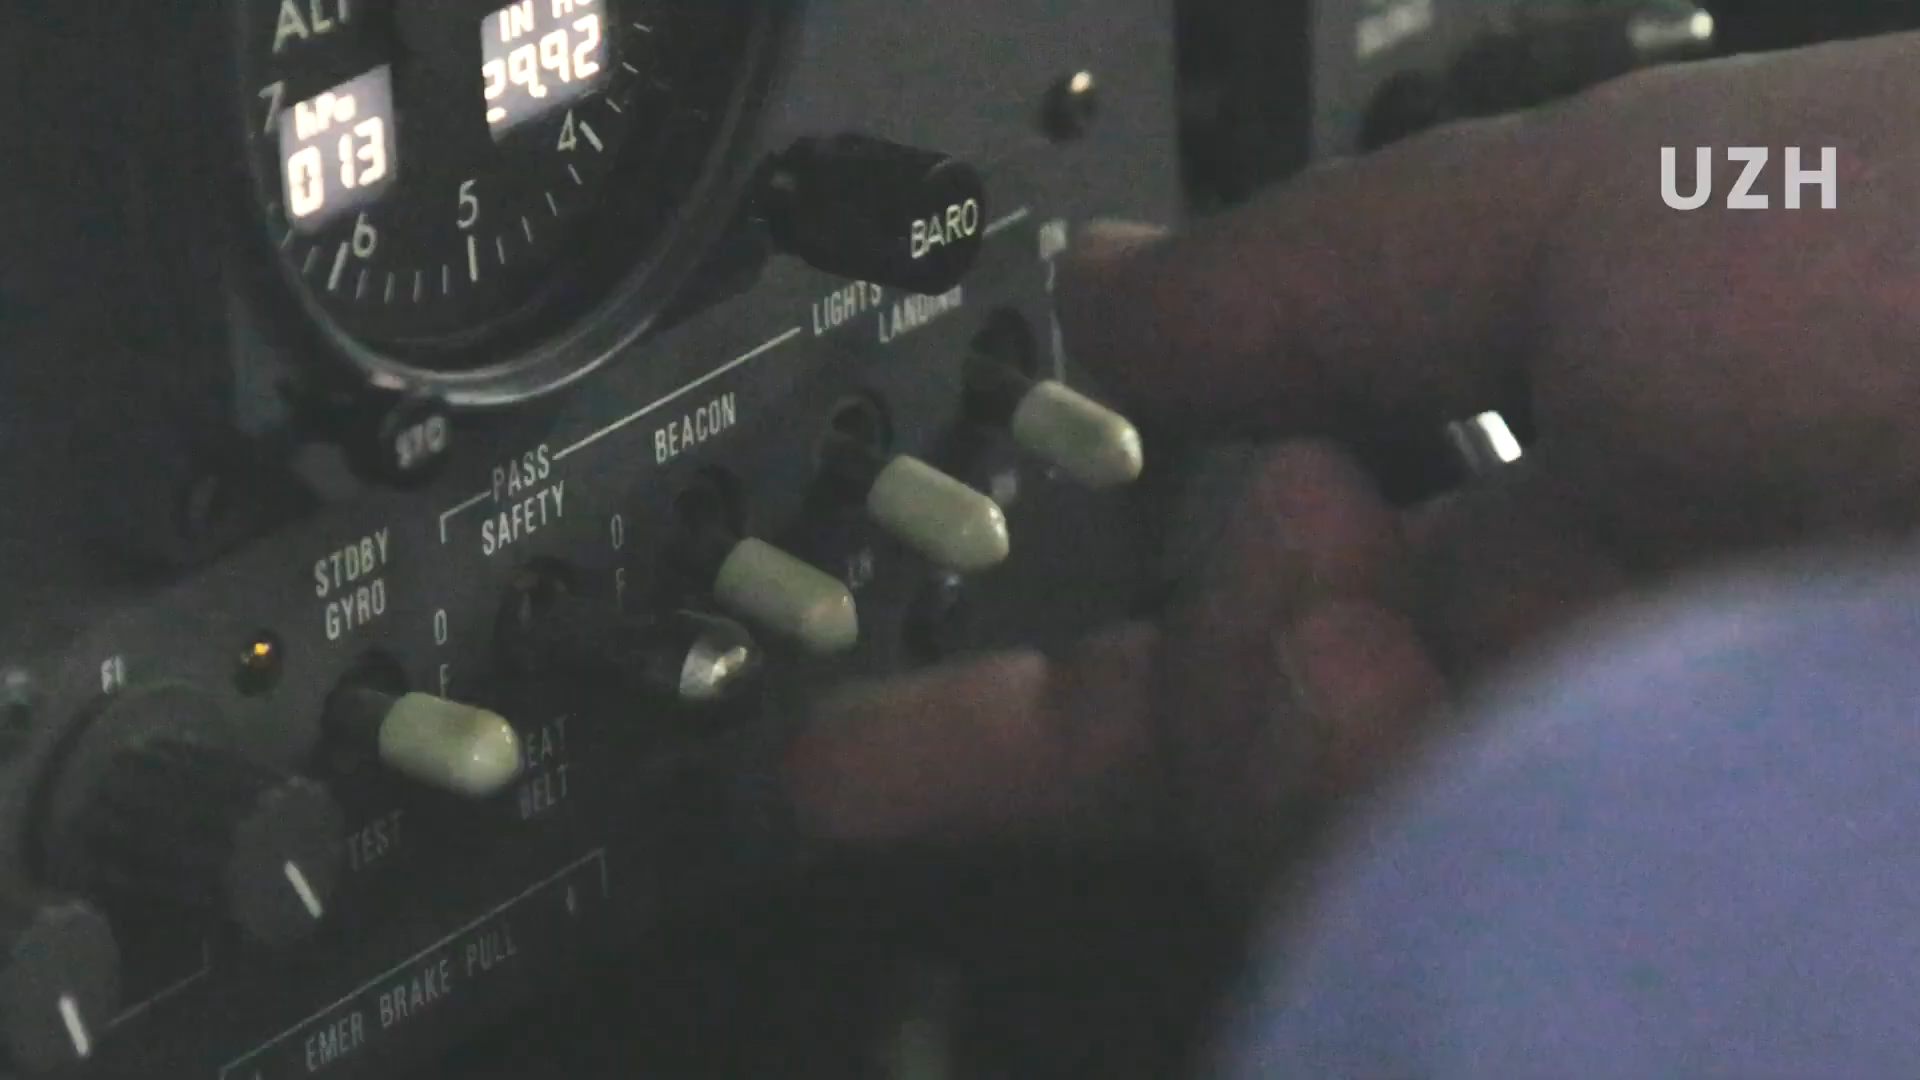 ALT
IN HG
2992
7
hPa
013
4
5
6
BARO
ON
LIGHTS
LANDING
STD
PASS
SAFETY
BEACON
O
F
STDBY
GYRO
O
F
LH
BELT
TEST
EMER BRAKE PULL
UZH